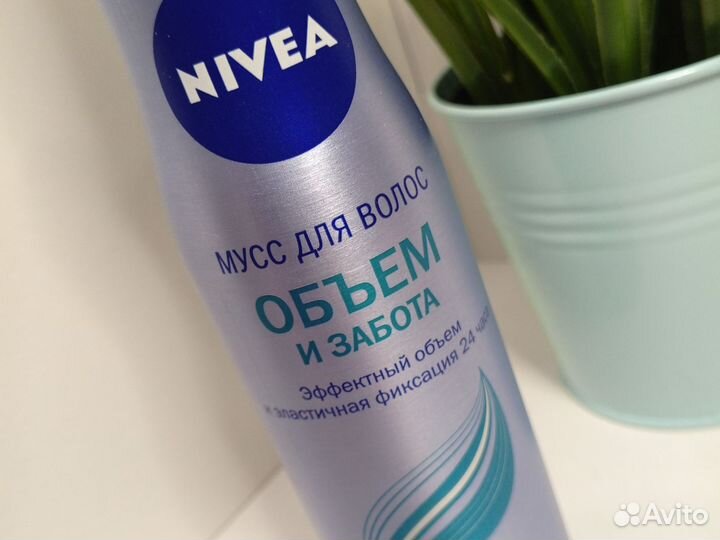 NIVEA
МУСС ДЛЯ ВОЛОС
ОБЪЕМ
И ЗАБОТА
Эффектный объем
и эластичная фиксация 24 часа
Avito